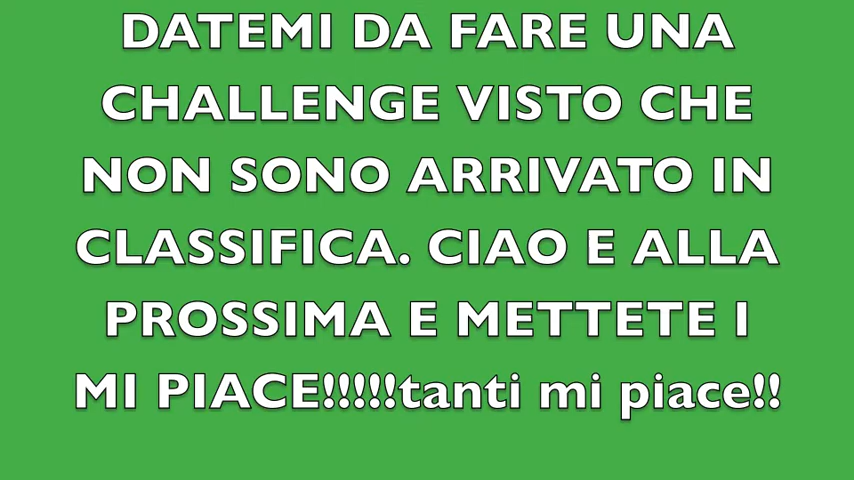 DATEMI DA FARE UNA
CHALLENGE VISTO CHE
NON SONO ARRIVATO IN
CLASSIFICA. CIAO E ALLA
PROSSIMA E METTETE I
MI PIACE!!!!!tanti mi piace!!